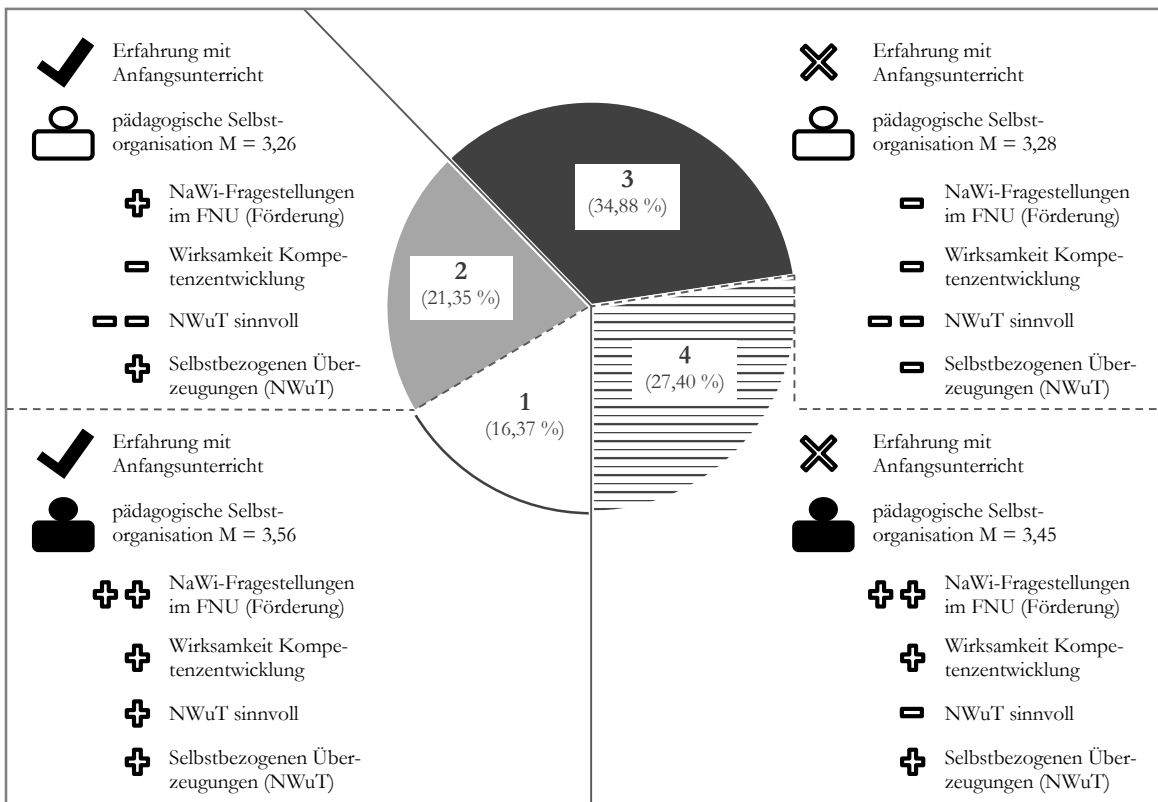 Erfahrung mit
Anfangsunterricht
pädagogische Selbst-
organisation M = 3,26
NaWi-Fragestellungen
im FNU (Förderung)
Wirksamkeit Kompe-
tenzentwicklung
NWuT sinnvoll
Selbstbezogenen Über-
zeugungen (NWuT)
3
(34,88 %)
2
(21,35 %)
4
(27,40 %)
1
(16,37 %)
Erfahrung mit
Anfangsunterricht
pädagogische Selbst-
organisation M = 3,28
NaWi-Fragestellungen
im FNU (Förderung)
Wirksamkeit Kompe-
tenzentwicklung
NWuT sinnvoll
Selbstbezogenen Über-
zeugungen (NWuT)
Erfahrung mit
Anfangsunterricht
pädagogische Selbst-
organisation M = 3,56
NaWi-Fragestellungen
im FNU (Förderung)
Wirksamkeit Kompe-
tenzentwicklung
NWuT sinnvoll
Selbstbezogenen Über-
zeugungen (NWuT)
Erfahrung mit
Anfangsunterricht
pädagogische Selbst-
organisation M = 3,45
NaWi-Fragestellungen
im FNU (Förderung)
Wirksamkeit Kompe-
tenzentwicklung
NWuT sinnvoll
Selbstbezogenen Über-
zeugungen (NWuT)